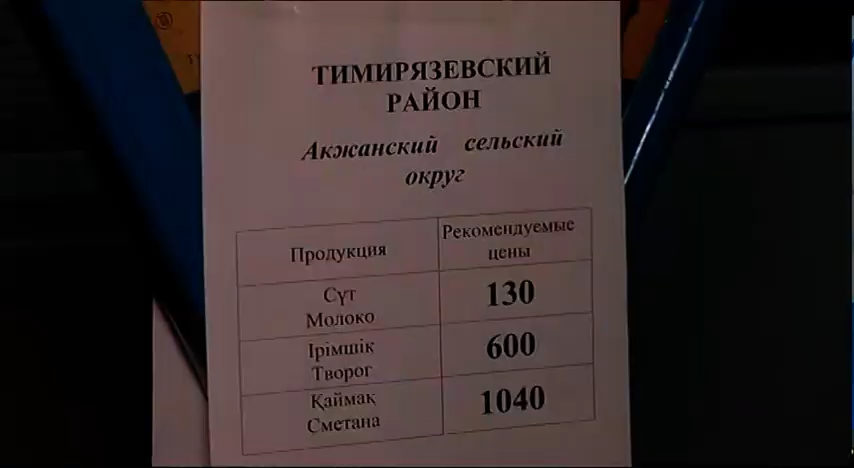 ТИМИРЯЗЕВСКИЙ
РАЙОН
Акжанский сельский
округ
Продукция
Рекомендуемые
цены
Сүт
Молоко
130
Ірімшік
Творог
600
Қаймақ
Сметана
1040